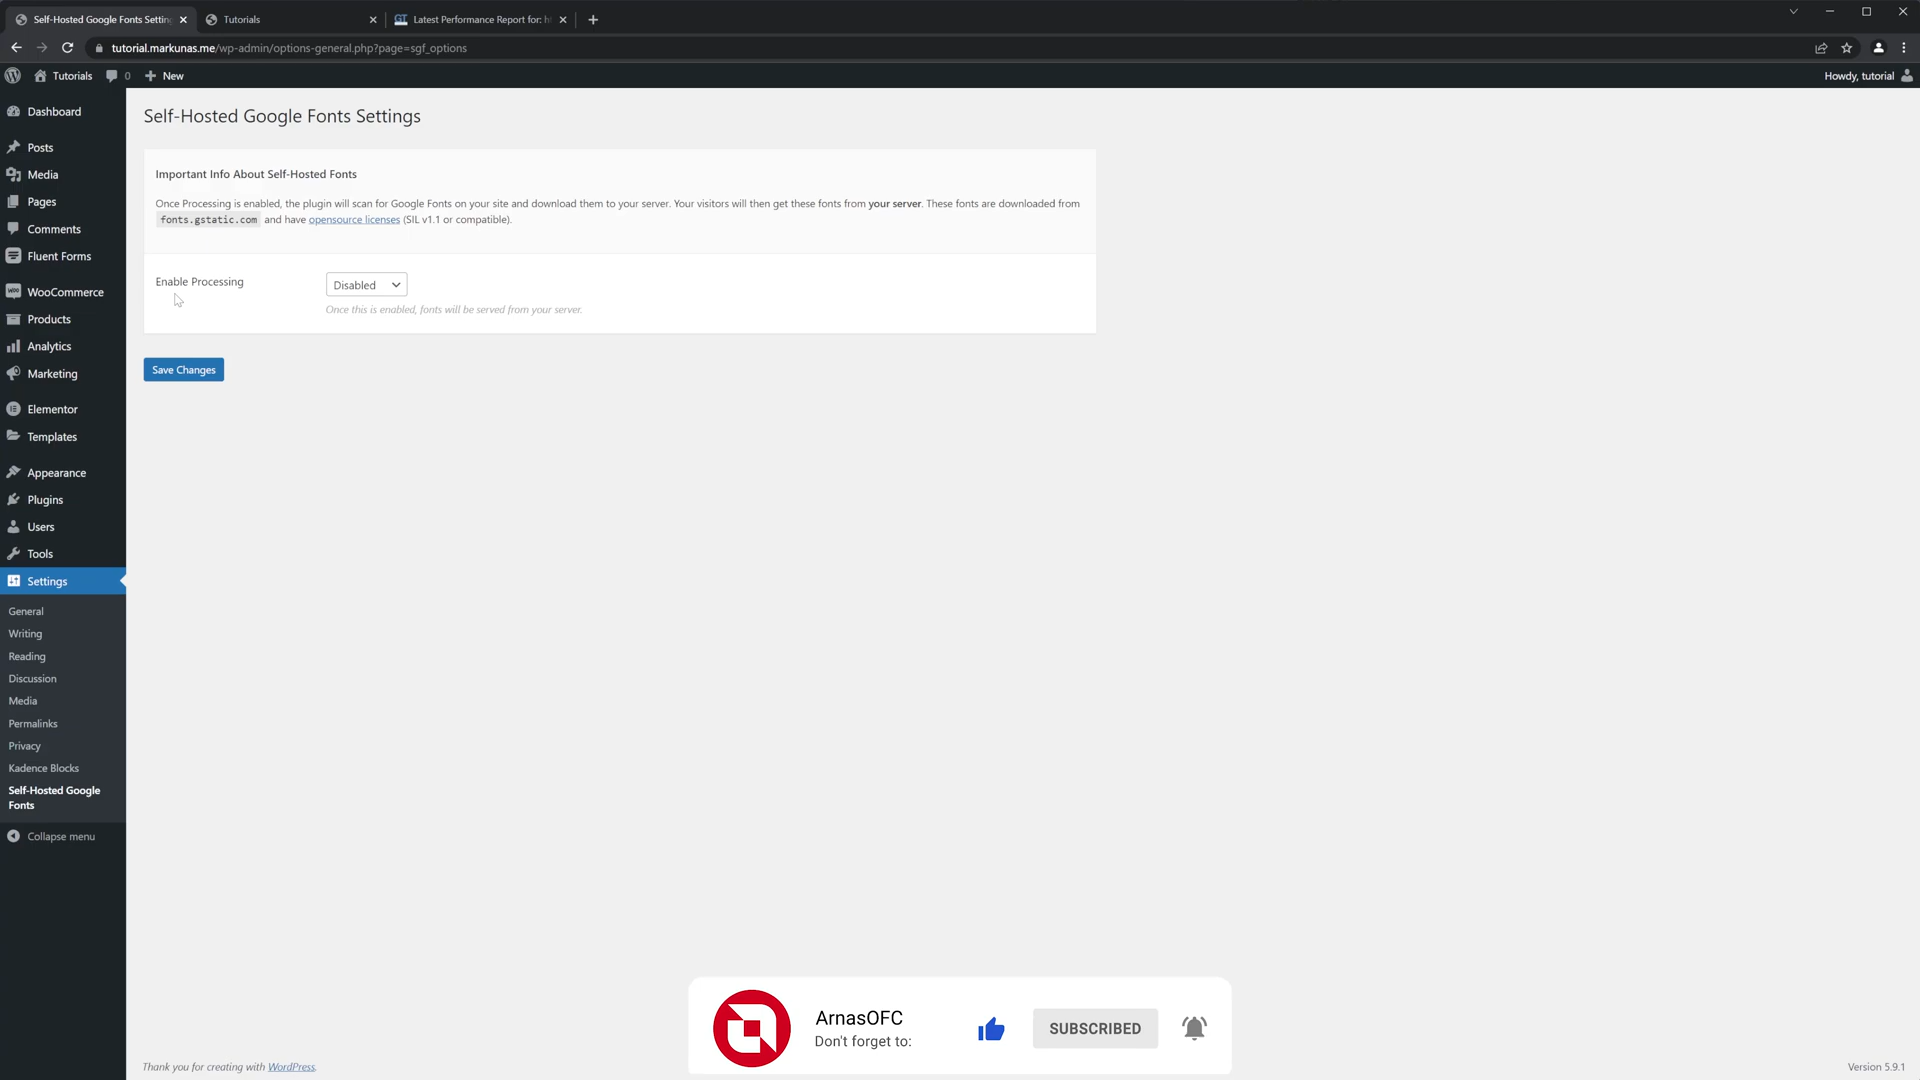 Self-Hosted Google Fonts Settin
Tutorials
GT Latest Performance Report for: ht
tutorial.markunas.me/wp-admin/options-general.php?page=sgf_options
Tutorials
0
New
Howdy, tutorial
Dashboard
Posts
Media
Pages
Comments
Fluent Forms
WooCommerce
Products
Analytics
Marketing
Elementor
Templates
Appearance
Plugins
Users
Tools
Settings
General
Writing
Reading
Discussion
Media
Permalinks
Privacy
Kadence Blocks
Self-Hosted Google
Fonts
Collapse menu
Self-Hosted Google Fonts Settings
Important Info About Self-Hosted Fonts
Once Processing is enabled, the plugin will scan for Google Fonts on your site and download them to your server. Your visitors will then get these fonts from your server. These fonts are downloaded from
fonts.gstatic.com and have opensource licenses (SIL v1.1 or compatible).
Enable Processing
Disabled
Once this is enabled, fonts will be served from your server.
Save Changes
ArnasOFC
Don't forget to:
SUBSCRIBED
Thank you for creating with WordPress.
Version 5.9.1